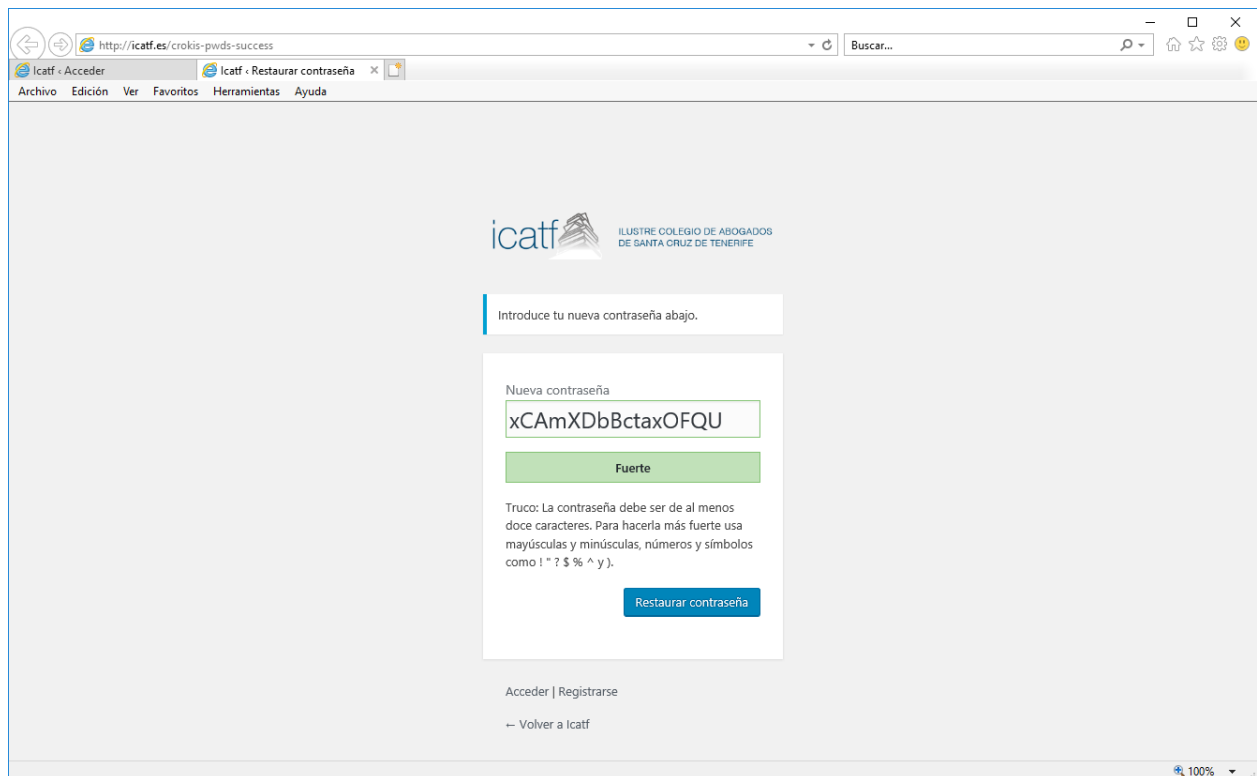 http://icatf.es/crokis-pwds-success
Buscar...
Icatf ‹ Acceder
Icatf ‹ Restaurar contraseña
Archivo Edición Ver Favoritos Herramientas Ayuda
icatf
ILUSTRE COLEGIO DE ABOGADOS
DE SANTA CRUZ DE TENERIFE
Introduce tu nueva contraseña abajo.
Nueva contraseña
xCAmXDbBctaxOFQU
Fuerte
Truco: La contraseña debe ser de al menos
doce caracteres. Para hacerla más fuerte usa
mayúsculas y minúsculas, números y símbolos
como ! " ? $ % ^ y ).
Restaurar contraseña
Acceder | Registrarse
← Volver a Icatf
100%